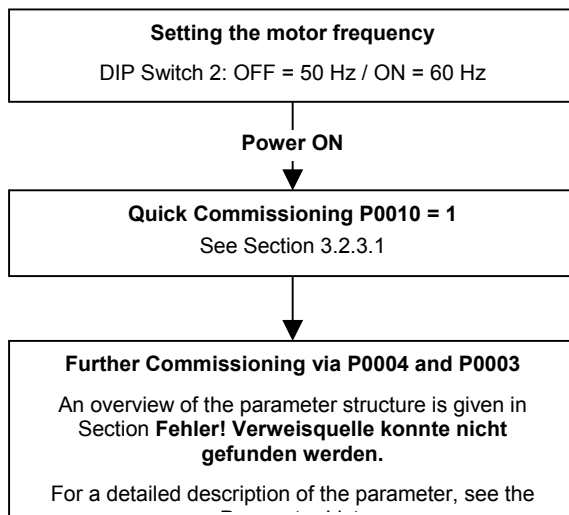 Setting the motor frequency
DIP Switch 2: OFF = 50 Hz / ON = 60 Hz
Power ON
Quick Commissioning P0010 = 1
See Section 3.2.3.1
Further Commissioning via P0004 and P0003
An overview of the parameter structure is given in
Section Fehler! Verweisquelle konnte nicht
gefunden werden.
For a detailed description of the parameter, see the